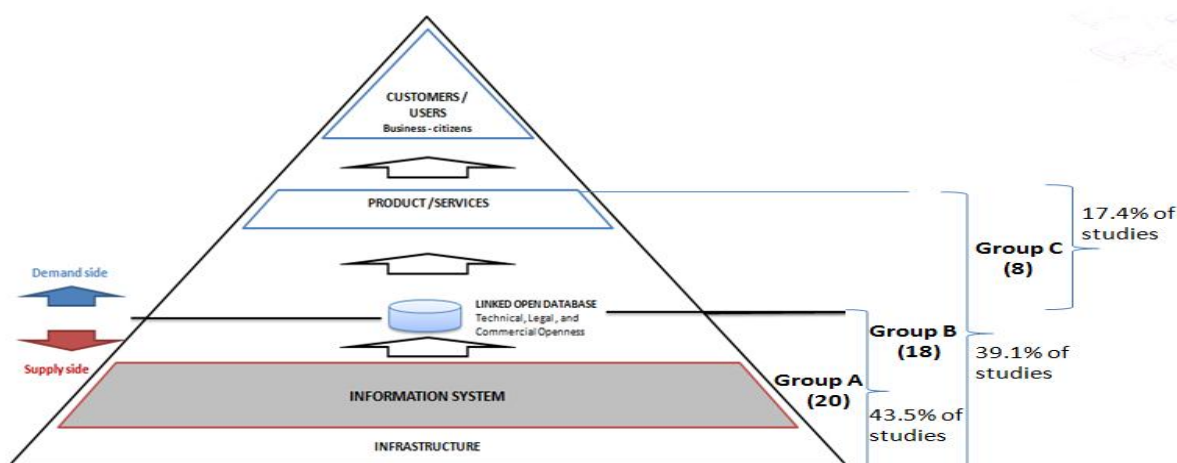 CUSTOMERS /
USERS
Business - citizens
PRODUCT /SERVICES
Demand side
Supply side
LINKED OPEN DATABASE
Technical, Legal, and
Commercial Openness
INFORMATION SYSTEM
INFRASTRUCTURE
Group A
(20)
43.5% of
studies
Group B
(18)
39.1% of
studies
Group C
(8)
17.4% of
studies